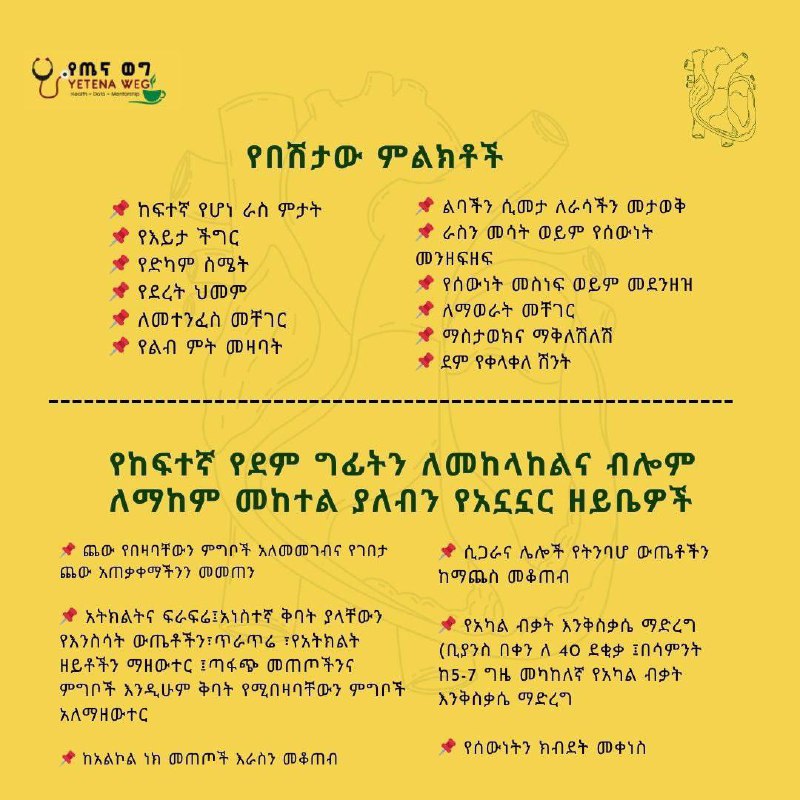 የጤና ወግ
YETENA WEG
Health • Data • Mentorship
የበሽታው ምልክቶች
ከፍተኛ የሆነ ራስ ምታት
የእይታ ችግር
የድካም ስሜት
የደረት ህመም
ለመተንፈስ መቸገር
የልብ ምት መዛባት
ልባችን ሲመታ ለራሳችን መታወቅ
ራስን መሳት ወይም የሰውነት
መንዘፍዘፍ
የሰውነት መስነፍ ወይም መደንዘዝ
ለማወራት መቸገር
ማስታወክና ማቅለሽለሽ
ደም የቀላቀለ ሽንት
የከፍተኛ የደም ግፊትን ለመከላከልና ብሎም
ለማከም መከተል ያለብን የአኗኗር ዘይቤዎች
ጨው የበዛባቸውን ምግቦች አለመመገብና የገበታ
ጨው አጠቃቀማችንን መመጠን
አትክልትና ፍራፍሬ፤አነስተኛ ቅባት ያላቸውን
የእንስሳት ውጤቶችን፣ጥራጥሬ ፣የአትክልት
ዘይቶችን ማዘውተር ፤ጣፋጭ መጠጦችንና
ምግቦች እንዲሁም ቅባት የሚበዛባቸውን ምግቦች
አለማዘውተር
ከአልኮል ነክ መጠጦች እራስን መቆጠብ
ሲጋራና ሌሎች የትንባሆ ውጤቶችን
ከማጨስ መቆጠብ
የአካል ብቃት እንቅስቃሴ ማድረግ
(ቢያንስ በቀን ለ 40 ደቂቃ ፤በሳምንት
ከ5-7 ግዜ መካከለኛ የአካል ብቃት
እንቅስቃሴ ማድረግ
የሰውነትን ክብደት መቀነስ